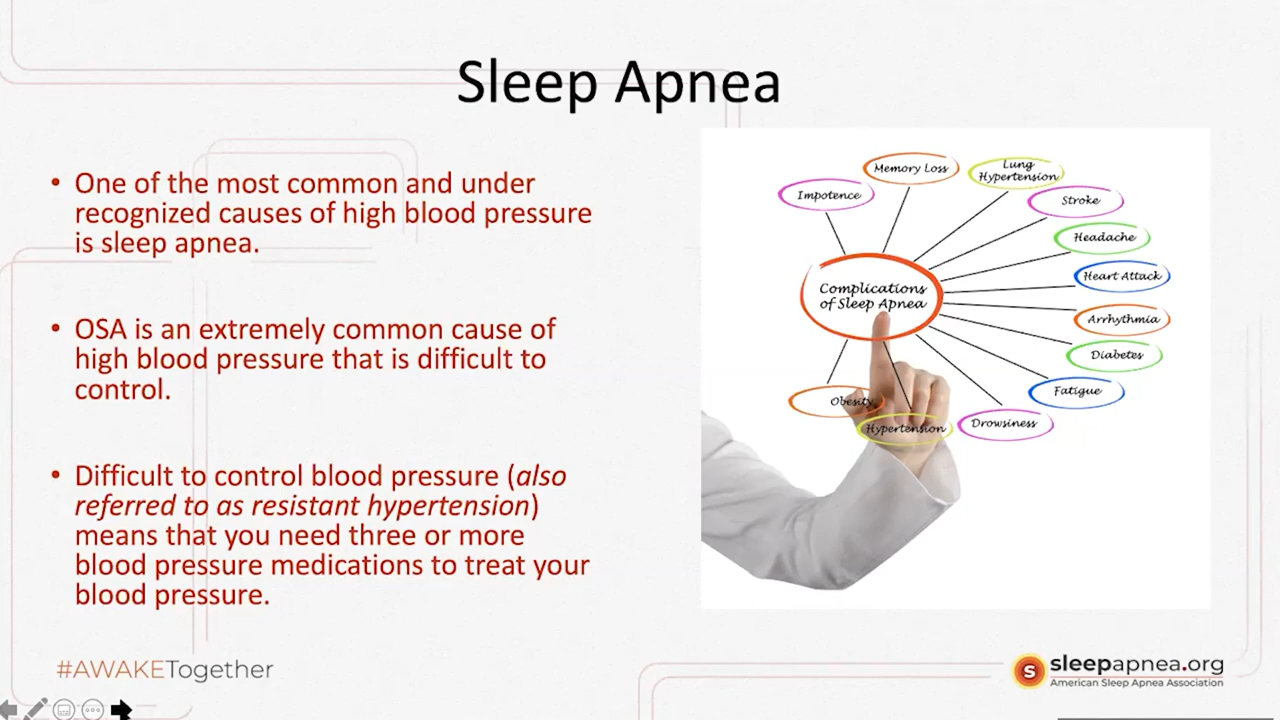 Sleep Apnea
• One of the most common and under
recognized causes of high blood pressure
is sleep apnea.
• OSA is an extremely common cause of
high blood pressure that is difficult to
control.
• Difficult to control blood pressure (also
referred to as resistant hypertension)
means that you need three or more
blood pressure medications to treat your
blood pressure.
Impotence
Memory Loss
Lung
Hypertension
Stroke
Headache
Heart Attack
Arrhythmia
Diabetes
Fatigue
Drowsiness
Hypertension
Obesity
Complications
of Sleep Apnea
#AWAKETogether
S
sleepapnea.org
American Sleep Apnea Association